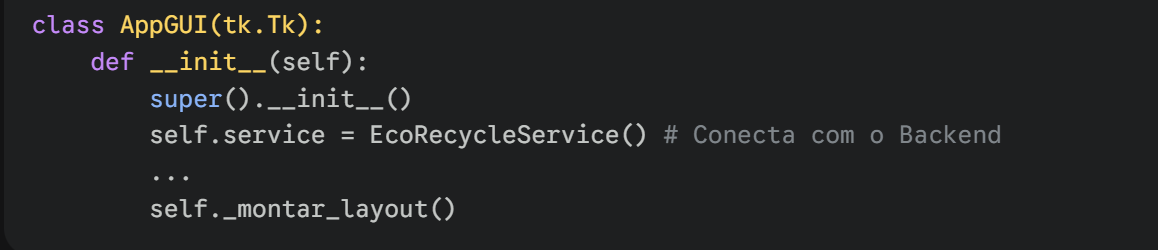 class AppGUI(tk.Tk):
    def __init__(self):
        super().__init__()
        self.service = EcoRecycleService() # Conecta com o Backend
        ...
        self._montar_layout()